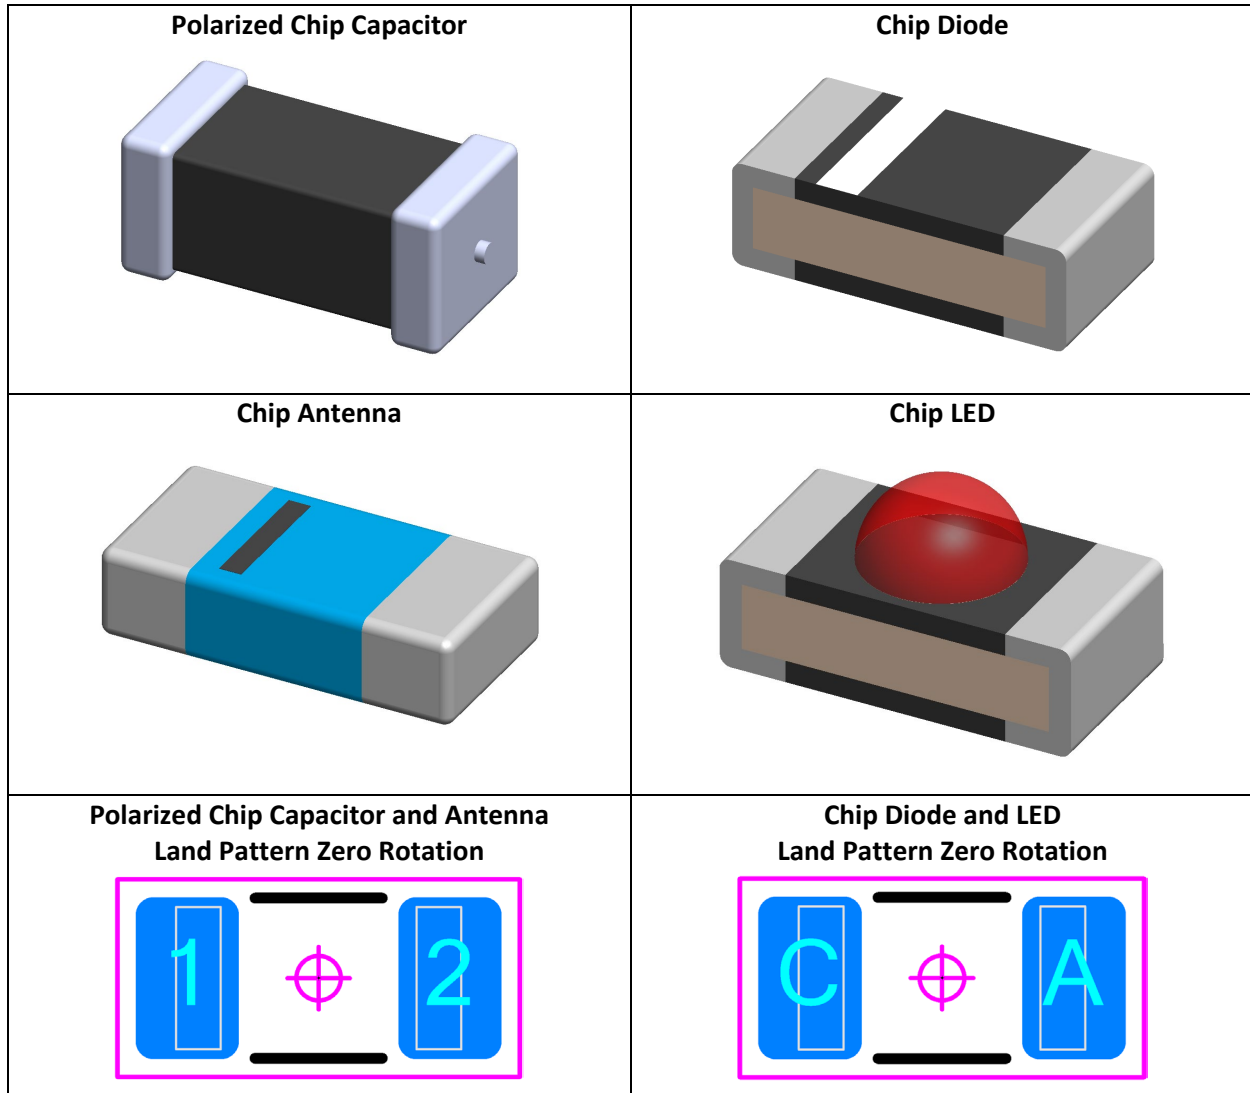 Polarized Chip Capacitor
Chip Diode
Chip Antenna
Chip LED
Polarized Chip Capacitor and Antenna
Land Pattern Zero Rotation
1 2
Chip Diode and LED
Land Pattern Zero Rotation
C A